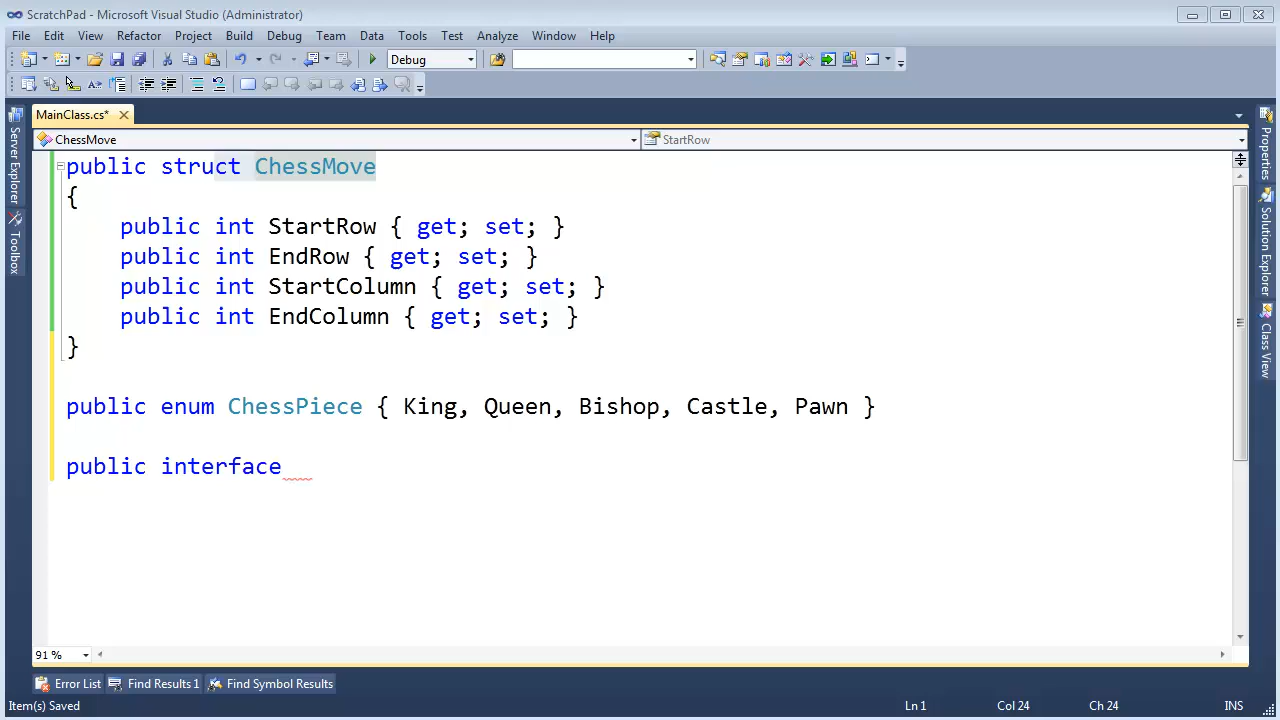 ScratchPad - Microsoft Visual Studio (Administrator)
File Edit View Refactor Project Build Debug Team Data Tools Test Analyze Window Help
Debug
MainClass.cs*
ChessMove StartRow
Server Explorer
Toolbox
public struct ChessMove
{
public int StartRow { get; set; }
public int EndRow { get; set; }
public int StartColumn { get; set; }
public int EndColumn { get; set; }
}
public enum ChessPiece { King, Queen, Bishop, Castle, Pawn }
public interface
Properties
Solution Explorer
Class View
91 %
Error List Find Results 1 Find Symbol Results
Item(s) Saved Ln 1 Col 24 Ch 24 INS